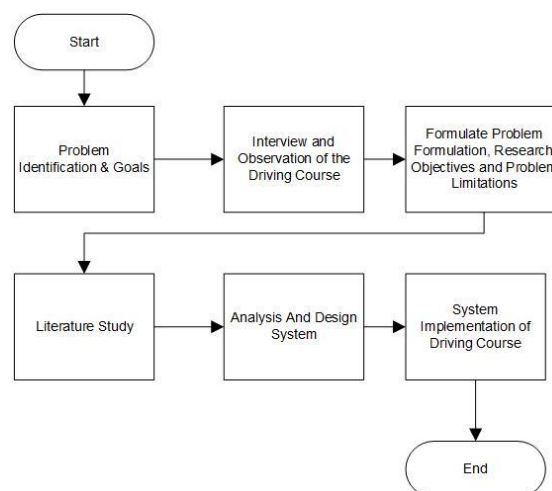 Start
Problem
Identification & Goals
Interview and
Observation of the
Driving Course
Formulate Problem
Formulation, Research
Objectives and Problem
Limitations
Literature Study
Analysis And Design
System
System
Implementation of
Driving Course
End